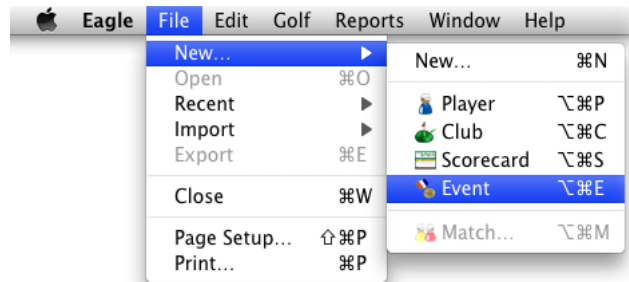 Eagle File Edit Golf Reports Window Help
New...
Open ⌘O
Recent
Import
Export ⌘E
Close ⌘W
Page Setup... ⇧⌘P
Print... ⌘P
New... ⌘N
Player ⌥⌘P
Club ⌥⌘C
Scorecard ⌥⌘S
Event ⌥⌘E
Match... ⌥⌘M